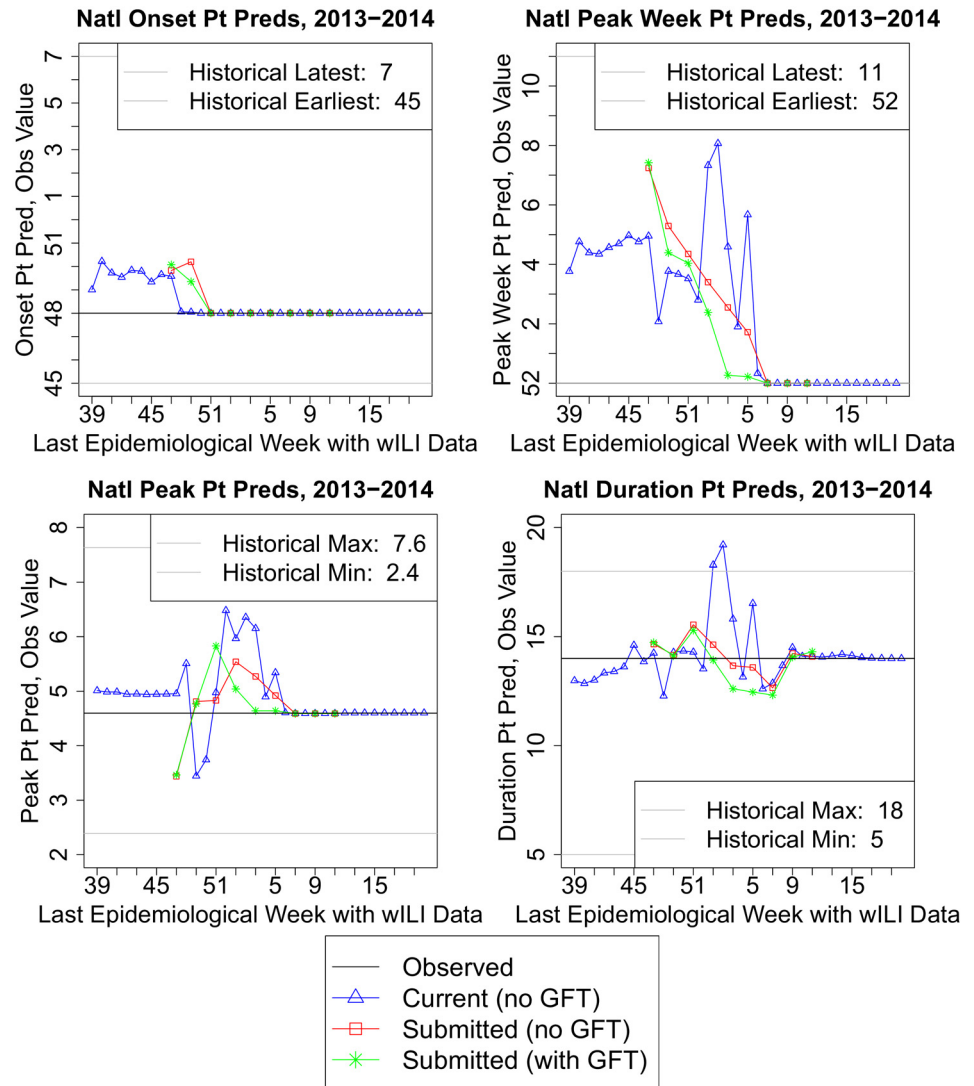 Natl Onset Pt Preds, 2013−2014
Onset Pt Pred, Obs Value
7
5
3
1
51
48
45
Historical Latest: 7
Historical Earliest: 45
39 45 51 5 9 15
Last Epidemiological Week with wILI Data
Natl Peak Week Pt Preds, 2013−2014
Peak Week Pt Pred, Obs Value
10
8
6
4
2
52
Historical Latest: 11
Historical Earliest: 52
39 45 51 5 9 15
Last Epidemiological Week with wILI Data
Natl Peak Pt Preds, 2013−2014
Peak Pt Pred, Obs Value
8
7
6
5
4
3
2
Historical Max: 7.6
Historical Min: 2.4
39 45 51 5 9 15
Last Epidemiological Week with wILI Data
Natl Duration Pt Preds, 2013−2014
Duration Pt Pred, Obs Value
20
15
10
5
Historical Max: 18
Historical Min: 5
39 45 51 5 9 15
Last Epidemiological Week with wILI Data
Observed
Current (no GFT)
Submitted (no GFT)
Submitted (with GFT)